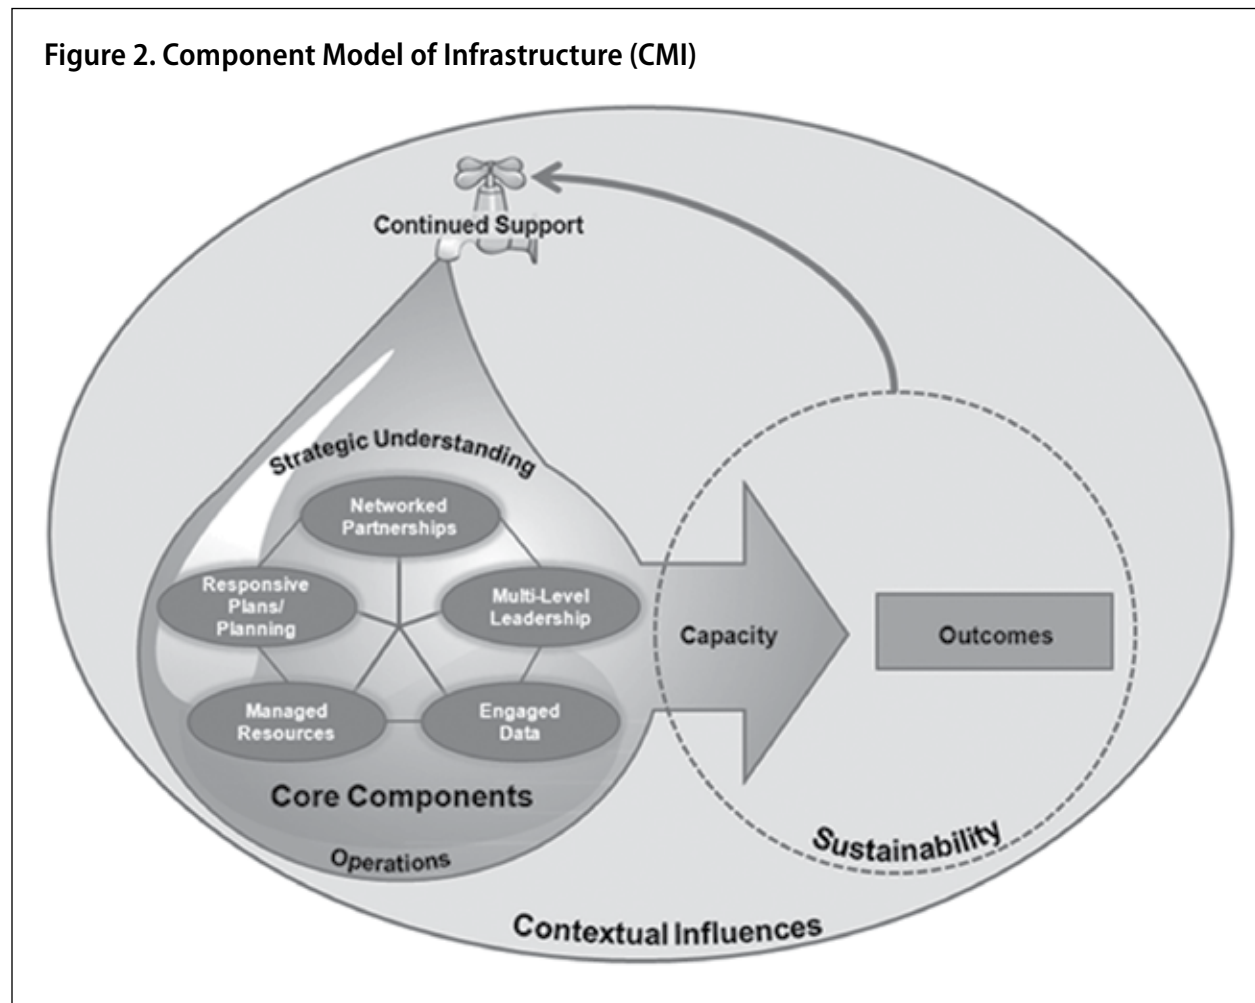 Figure 2. Component Model of Infrastructure (CMI)
Continued Support
Strategic Understanding
Networked
Partnerships
Responsive
Plans/
Planning
Multi-Level
Leadership
Managed
Resources
Engaged
Data
Core Components
Operations
Capacity
Outcomes
Sustainability
Contextual Influences